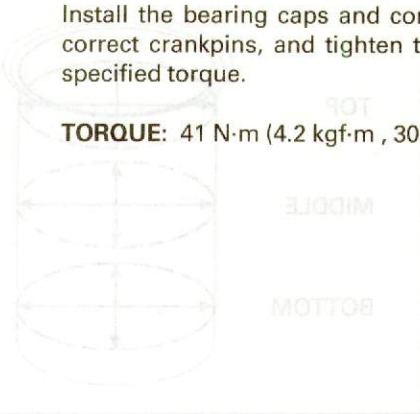 Install the bearing caps and co
correct crankpins, and tighten t
specified torque.
TORQUE: 41 N·m (4.2 kgf·m , 30
TOP
MIDDLE
BOTTOM